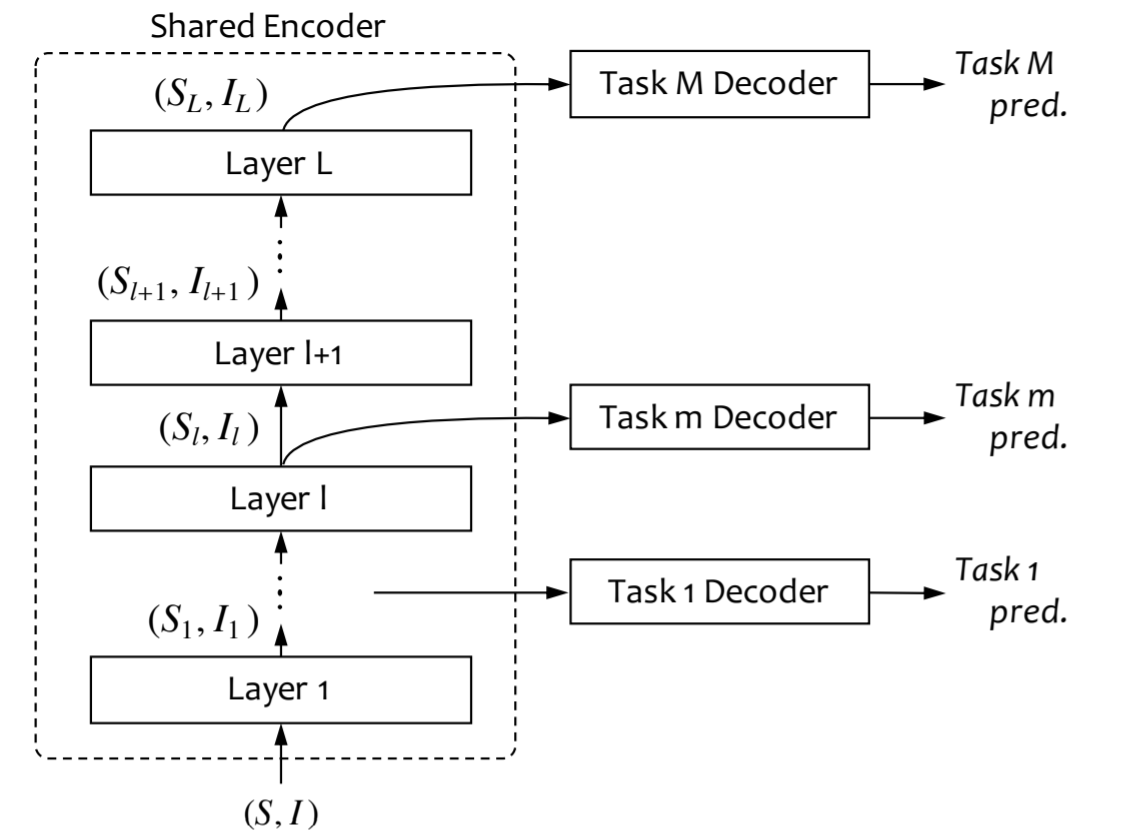 Shared Encoder
(S_L, I_L)
Task M Decoder
Task M
pred.
Layer L
(S_{l+1}, I_{l+1})
Layer l+1
(S_l, I_l)
Task m Decoder
Task m
pred.
Layer l
Task 1 Decoder
Task 1
pred.
(S_1, I_1)
Layer 1
(S, I)